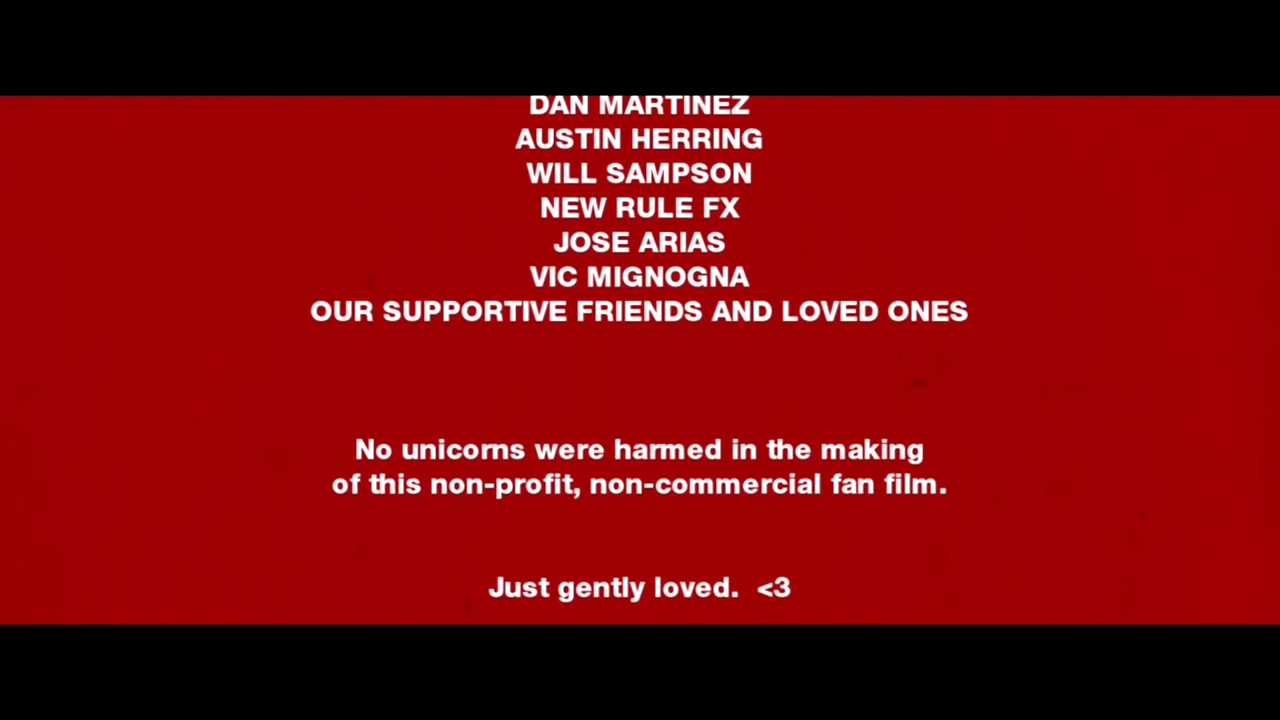 DAN MARTINEZ
AUSTIN HERRING
WILL SAMPSON
NEW RULE FX
JOSE ARIAS
VIC MIGNOGNA
OUR SUPPORTIVE FRIENDS AND LOVED ONES
No unicorns were harmed in the making
of this non-profit, non-commercial fan film.
Just gently loved. <3